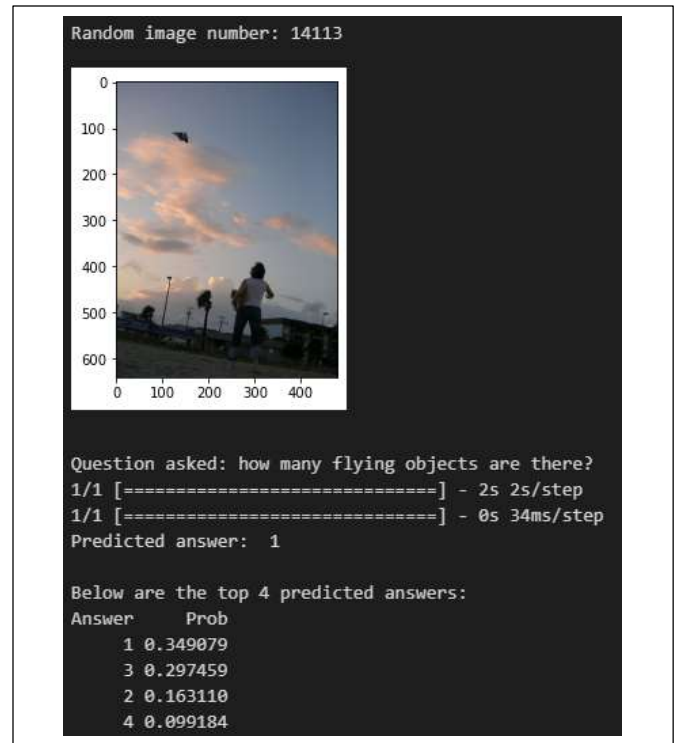 Random image number: 14113
0
100
200
300
400
500
600
0 100 200 300 400
Question asked: how many flying objects are there?
1/1 [==============================] - 2s 2s/step
1/1 [==============================] - 0s 34ms/step
Predicted answer:  1
Below are the top 4 predicted answers:
Answer     Prob
1 0.349079
3 0.297459
2 0.163110
4 0.099184